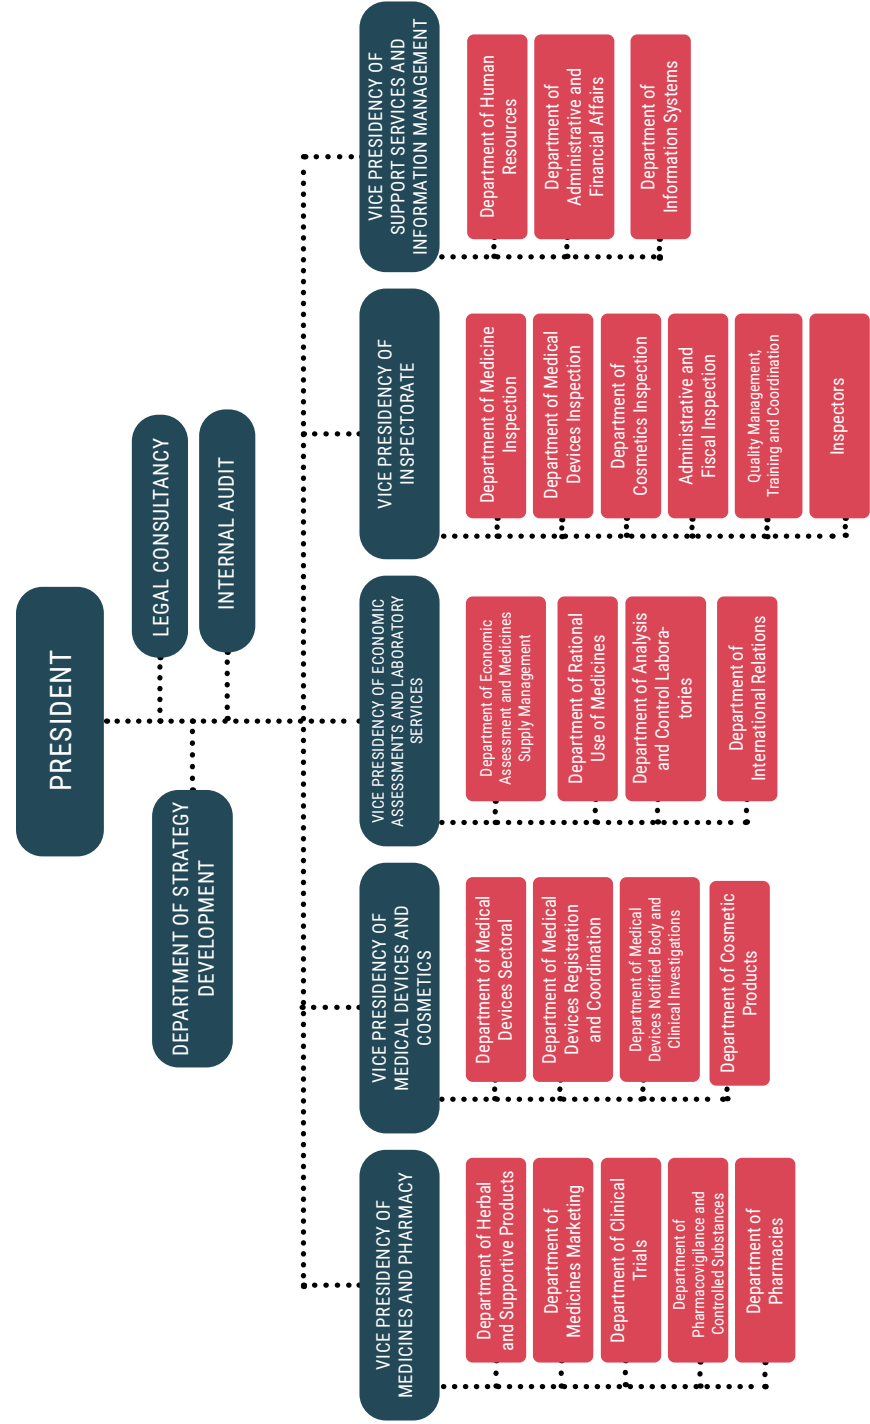 PRESIDENT
LEGAL CONSULTANCY
INTERNAL AUDIT
DEPARTMENT OF STRATEGY
DEVELOPMENT
VICE PRESIDENCY OF
MEDICINES AND PHARMACY
Department of Herbal
and Supportive Products
Department of
Medicines Marketing
Department of Clinical
Trials
Department of
Pharmacovigilance and
Controlled Substances
Department of
Pharmacies
VICE PRESIDENCY OF
MEDICAL DEVICES AND
COSMETICS
Department of Medical
Devices Sectoral
Department of Medical
Devices Registration
and Coordination
Department of Medical
Devices Notified Body and
Clinical Investigations
Department of Cosmetic
Products
VICE PRESIDENCY OF ECONOMIC
ASSESSMENTS AND LABORATORY
SERVICES
Department of Economic
Assessment and Medicines
Supply Management
Department of Rational
Use of Medicines
Department of Analysis
and Control Labora-
tories
Department of
International Relations
VICE PRESIDENCY OF
INSPECTORATE
Department of Medicine
Inspection
Department of Medical
Devices Inspection
Department of
Cosmetics Inspection
Administrative and
Fiscal Inspection
Quality Management,
Training and Coordination
Inspectors
VICE PRESIDENCY OF
SUPPORT SERVICES AND
INFORMATION MANAGEMENT
Department of Human
Resources
Department of
Administrative and
Financial Affairs
Department of
Information Systems